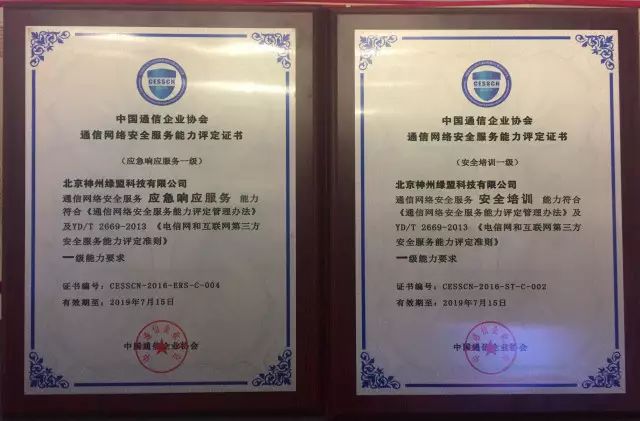 CESSCN
中国通信企业协会
通信网络安全服务能力评定证书
(应急响应服务一级)
北京神州绿盟科技有限公司
通信网络安全服务 应急响应服务 能力
符合《通信网络安全服务能力评定管理办法》
及YD/T 2669-2013 《电信网和互联网第三方
安全服务能力评定准则》
一级能力要求
证书编号: CESSCN-2016-ERS-C-004
有效期至: 2019年7月15日
中国通信企业协会
CESSCN
中国通信企业协会
通信网络安全服务能力评定证书
(安全培训一级)
北京神州绿盟科技有限公司
通信网络安全服务 安全培训 能力符合
《通信网络安全服务能力评定管理办法》
及YD/T 2669-2013 《电信网和互联网第三方
安全服务能力评定准则》
一级能力要求
证书编号: CESSCN-2016-ST-C-002
有效期至: 2019年7月15日
中国通信企业协会